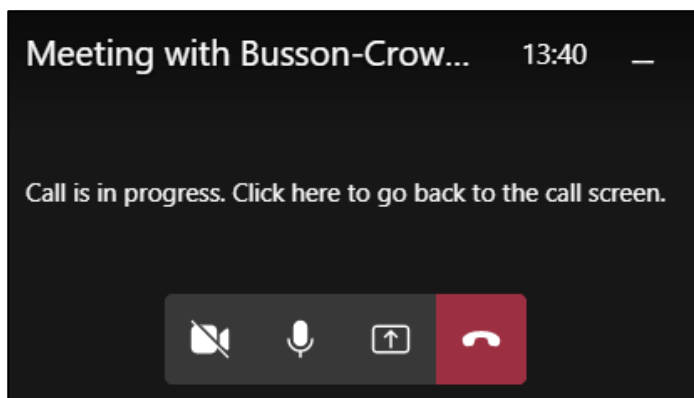 Meeting with Busson-Crow... 13:40
Call is in progress. Click here to go back to the call screen.